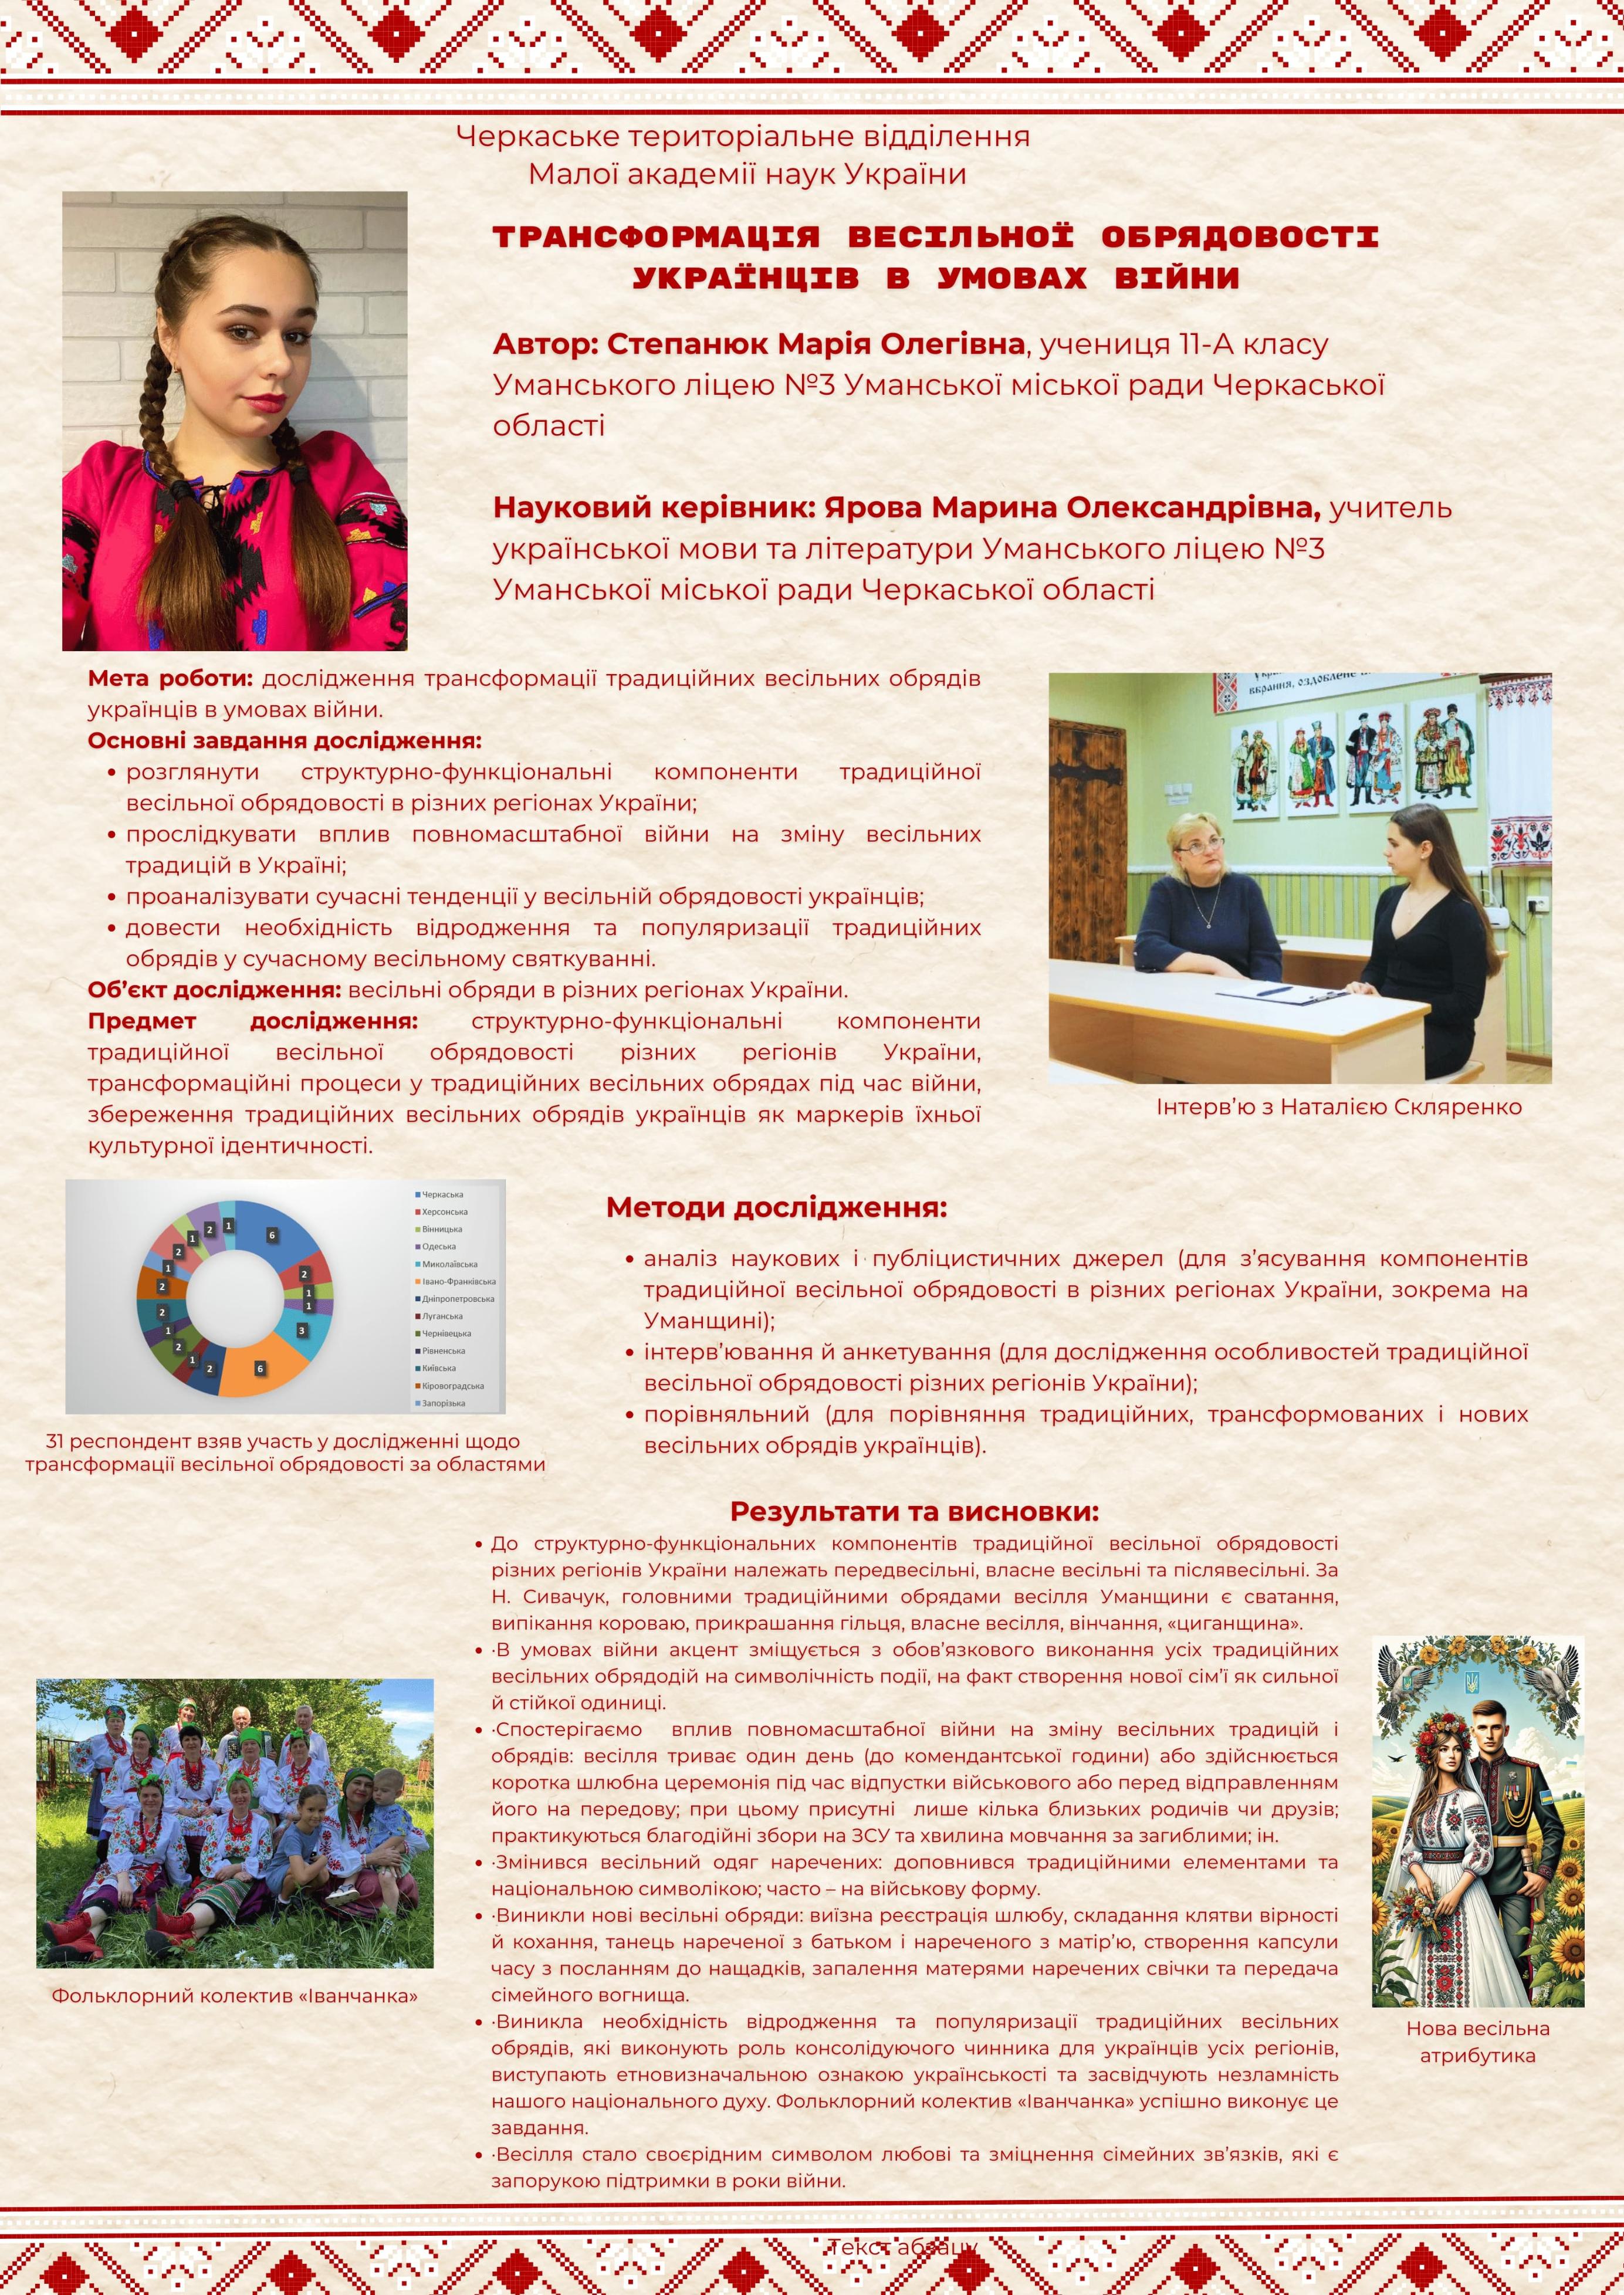 Черкаське територіальне відділення
Малої академії наук України
ТРАНСФОРМАЦІЯ ВЕСІЛЬНОЇ ОБРЯДОВОСТІ
УКРАЇНЦІВ В УМОВАХ ВІЙНИ
Автор: Степанюк Марія Олегівна, учениця 11-А класу
Уманського ліцею №3 Уманської міської ради Черкаської
області
Науковий керівник: Ярова Марина Олександрівна, учитель
української мови та літератури Уманського ліцею №3
Уманської міської ради Черкаської області
Мета роботи: дослідження трансформації традиційних весільних обрядів
українців в умовах війни.
Основні завдання дослідження:
• розглянути структурно-функціональні компоненти традиційної
весільної обрядовості в різних регіонах України;
• прослідкувати вплив повномасштабної війни на зміну весільних
традицій в Україні;
• проаналізувати сучасні тенденції у весільній обрядовості українців;
• довести необхідність відродження та популяризації традиційних
обрядів у сучасному весільному святкуванні.
Об’єкт дослідження: весільні обряди в різних регіонах України.
Предмет дослідження: структурно-функціональні компоненти
традиційної весільної обрядовості різних регіонів України,
трансформаційні процеси у традиційних весільних обрядах під час війни,
збереження традиційних весільних обрядів українців як маркерів їхньої
культурної ідентичності.
вбрання, оздоблене
Інтерв’ю з Наталією Скляренко
6
2
1
1
3
6
2
1
2
1
2
2
1
2
1
2
1
Черкаська
Херсонська
Вінницька
Одеська
Миколаївська
Івано-Франківська
Дніпропетровська
Луганська
Чернівецька
Рівненська
Київська
Кіровоградська
Запорізька
31 респондент взяв участь у дослідженні щодо
трансформації весільної обрядовості за областями
Методи дослідження:
• аналіз наукових і публіцистичних джерел (для з’ясування компонентів
традиційної весільної обрядовості в різних регіонах України, зокрема на
Уманщині);
• інтерв’ювання й анкетування (для дослідження особливостей традиційної
весільної обрядовості різних регіонів України);
• порівняльний (для порівняння традиційних, трансформованих і нових
весільних обрядів українців).
Результати та висновки:
• До структурно-функціональних компонентів традиційної весільної обрядовості
різних регіонів України належать передвесільні, власне весільні та післявесільні. За
Н. Сивачук, головними традиційними обрядами весілля Уманщини є сватання,
випікання короваю, прикрашання гільця, власне весілля, вінчання, «циганщина».
• ·В умовах війни акцент зміщується з обов’язкового виконання усіх традиційних
весільних обрядодій на символічність події, на факт створення нової сім’ї як сильної
й стійкої одиниці.
• ·Спостерігаємо вплив повномасштабної війни на зміну весільних традицій і
обрядів: весілля триває один день (до комендантської години) або здійснюється
коротка шлюбна церемонія під час відпустки військового або перед відправленням
його на передову; при цьому присутні лише кілька близьких родичів чи друзів;
практикуються благодійні збори на ЗСУ та хвилина мовчання за загиблими; ін.
• ·Змінився весільний одяг наречених: доповнився традиційними елементами та
національною символікою; часто – на військову форму.
• ·Виникли нові весільні обряди: виїзна реєстрація шлюбу, складання клятви вірності
й кохання, танець нареченої з батьком і нареченого з матір’ю, створення капсули
часу з посланням до нащадків, запалення матерями наречених свічки та передача
сімейного вогнища.
• ·Виникла необхідність відродження та популяризації традиційних весільних
обрядів, які виконують роль консолідуючого чинника для українців усіх регіонів,
виступають етновизначальною ознакою українськості та засвідчують незламність
нашого національного духу. Фольклорний колектив «Іванчанка» успішно виконує це
завдання.
• ·Весілля стало своєрідним символом любові та зміцнення сімейних зв’язків, які є
запорукою підтримки в роки війни.
Фольклорний колектив «Іванчанка»
Нова весільна
атрибутика
Текст абзацу